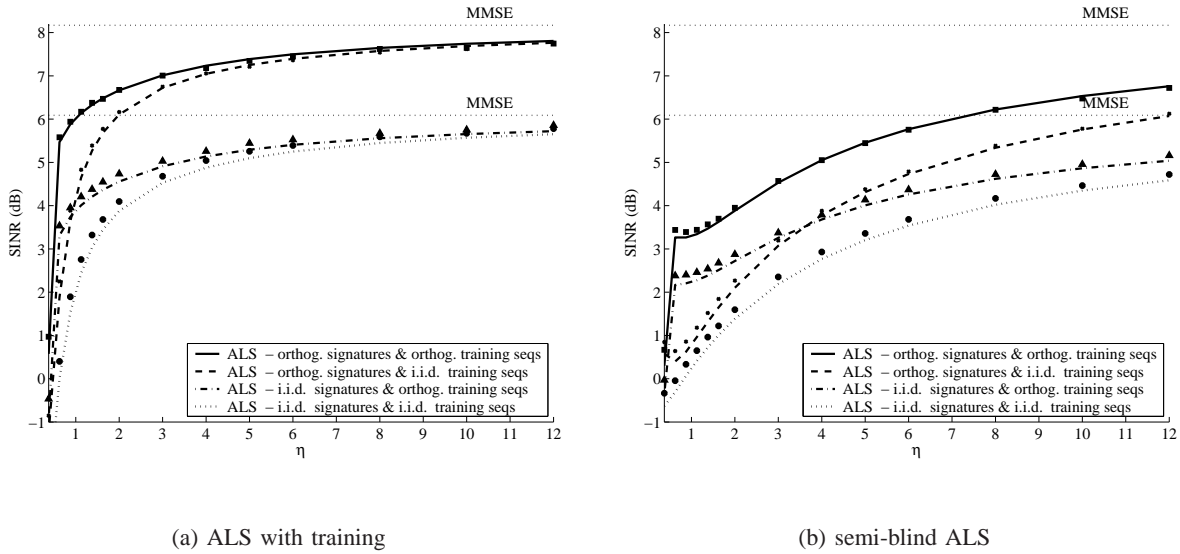 MMSE
8
7
MMSE
6
5
4
3
2
1
0
−1
SINR (dB)
ALS – orthog. signatures & orthog. training seqs
ALS – orthog. signatures & i.i.d. training seqs
ALS – i.i.d. signatures & orthog. training seqs
ALS – i.i.d. signatures & i.i.d. training seqs
1 2 3 4 5 6 7 8 9 10 11 12
η
(a) ALS with training
MMSE
8
7
MMSE
6
5
4
3
2
1
0
−1
SINR (dB)
ALS – orthog. signatures & orthog. training seqs
ALS – orthog. signatures & i.i.d. training seqs
ALS – i.i.d. signatures & orthog. training seqs
ALS – i.i.d. signatures & i.i.d. training seqs
1 2 3 4 5 6 7 8 9 10 11 12
η
(b) semi-blind ALS